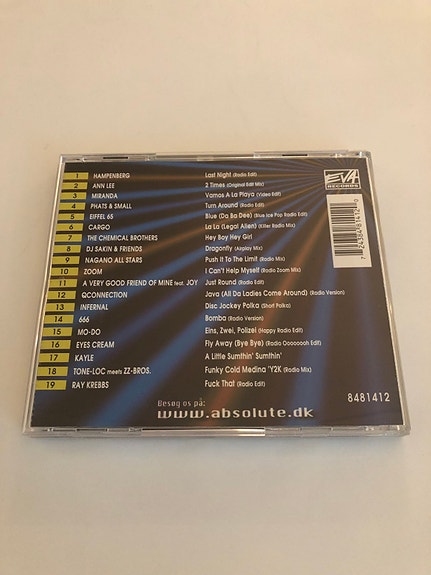 EVA
RECORDS
1 HAMPENBERG Last Night (Radio Edit)
2 ANN LEE 2 Times (Original Edit Mix)
3 MIRANDA Vamos A La Playa (Video Edit)
4 PHATS & SMALL Turn Around (Radio Edit)
5 EIFFEL 65 Blue (Da Ba Dee) (Blue Ice Pop Radio Edit)
6 CARGO La La (Legal Alien) (Killer Radio Mix)
7 THE CHEMICAL BROTHERS Hey Boy Hey Girl
8 DJ SAKIN & FRIENDS Dragonfly (Airplay Mix)
9 NAGANO ALL STARS Push It To The Limit (Radio Mix)
10 ZOOM I Can't Help Myself (Radio Zoom Mix)
11 A VERY GOOD FRIEND OF MINE feat. JOY Just Round (Radio Edit)
12 QCONNECTION Java (All Da Ladies Come Around) (Radio Version)
13 INFERNAL Disc Jockey Polka (Short Polka)
14 666 Bomba (Radio Version)
15 MO-DO Eins, Zwei, Polizei (Happy Radio Edit)
16 EYES CREAM Fly Away (Bye Bye) (Radio Ooooooooh Edit)
17 KAYLE A Little Sumthin' Sumthin'
18 TONE-LOC meets ZZ-BROS. Funky Cold Medina 'Y2K (Radio Mix)
19 RAY KREBBS Fuck That (Radio Edit)
Besøg os på:
www.absolute.dk
8481412